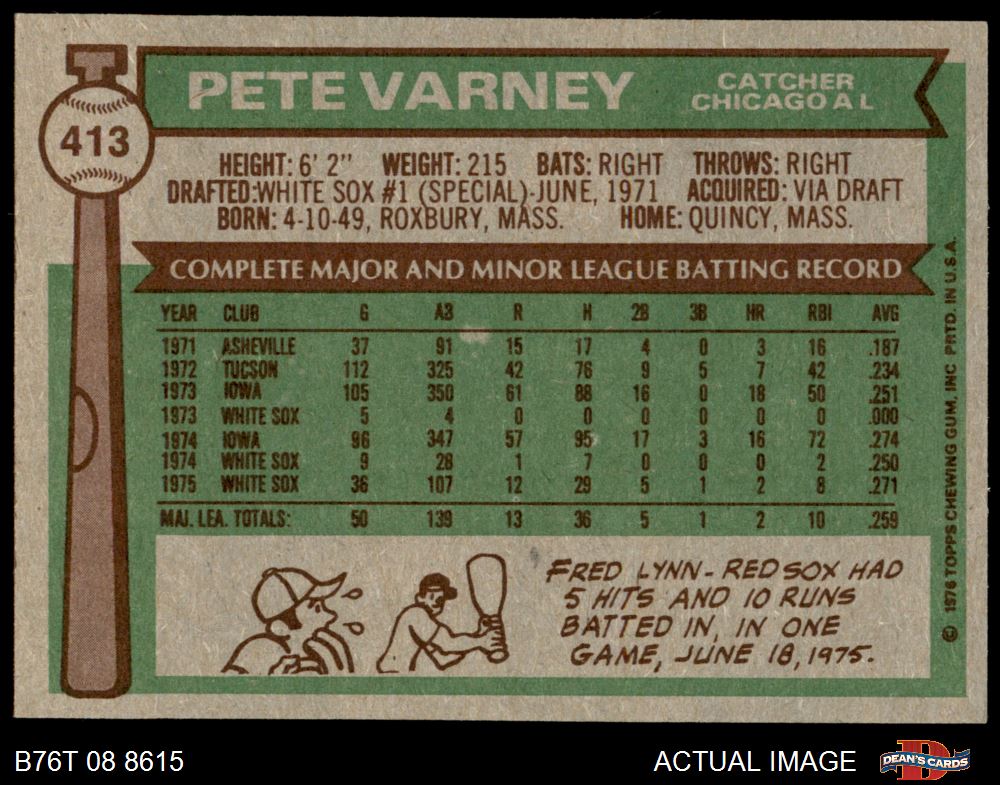 413
PETE VARNEY
CATCHER
CHICAGO A L
HEIGHT: 6' 2'' WEIGHT: 215 BATS: RIGHT THROWS: RIGHT
DRAFTED: WHITE SOX #1 (SPECIAL)-JUNE, 1971 ACQUIRED: VIA DRAFT
BORN: 4-10-49, ROXBURY, MASS. HOME: QUINCY, MASS.
COMPLETE MAJOR AND MINOR LEAGUE BATTING RECORD
YEAR CLUB G AB R H 2B 3B HR RBI AVG
1971 ASHEVILLE 37 91 15 17 4 0 3 16 .187
1972 TUCSON 112 325 42 76 9 5 7 42 .234
1973 IOWA 105 350 61 88 16 0 18 50 .251
1973 WHITE SOX 5 4 0 0 0 0 0 0 .000
1974 IOWA 96 347 57 95 17 3 16 72 .274
1974 WHITE SOX 9 28 1 7 0 0 0 2 .250
1975 WHITE SOX 36 107 12 29 5 1 2 8 .271
MAJ. LEA. TOTALS: 50 139 13 36 5 1 2 10 .259
FRED LYNN - RED SOX HAD
5 HITS AND 10 RUNS
BATTED IN, IN ONE
GAME, JUNE 18, 1975.
© 1976 TOPPS CHEWING GUM, INC PRTD. IN U.S.A.
B76T 08 8615
ACTUAL IMAGE
DEAN'S CARDS